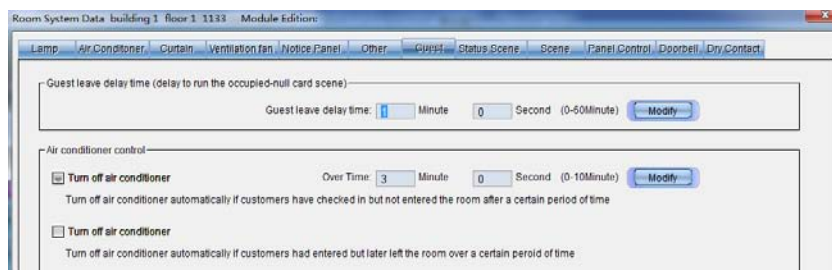 Room System Data building 1 floor 1 1133 Module Edition:
Lamp Air Conditoner Curtain Ventilation fan Notice Panel Other Guest Status Scene Scene Panel Control Doorbell Dry Contact
Guest leave delay time (delay to run the occupied-null card scene)
Guest leave delay time: 1 Minute 0 Second (0-60Minute) Modify
Air conditioner control
Turn off air conditioner Over Time: 3 Minute 0 Second (0-10Minute) Modify
Turn off air conditioner automatically if customers have checked in but not entered the room after a certain period of time
Turn off air conditioner
Turn off air conditioner automatically if customers had entered but later left the room over a certain peroid of time